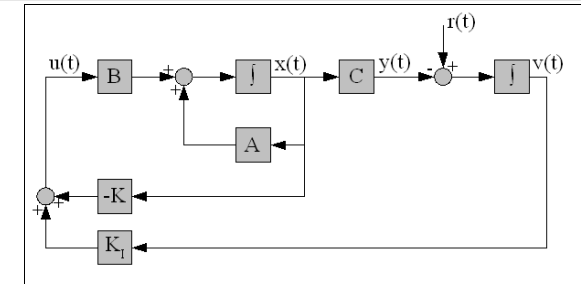 r(t)
u(t) B + + ∫ x(t) C y(t) - + ∫ v(t)
A
-K
+ +
K_I